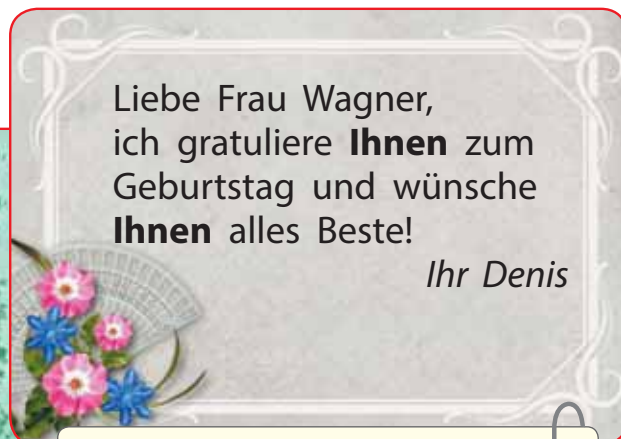 Liebe Frau Wagner,
ich gratuliere Ihnen zum
Geburtstag und wünsche
Ihnen alles Beste!
Ihr Denis